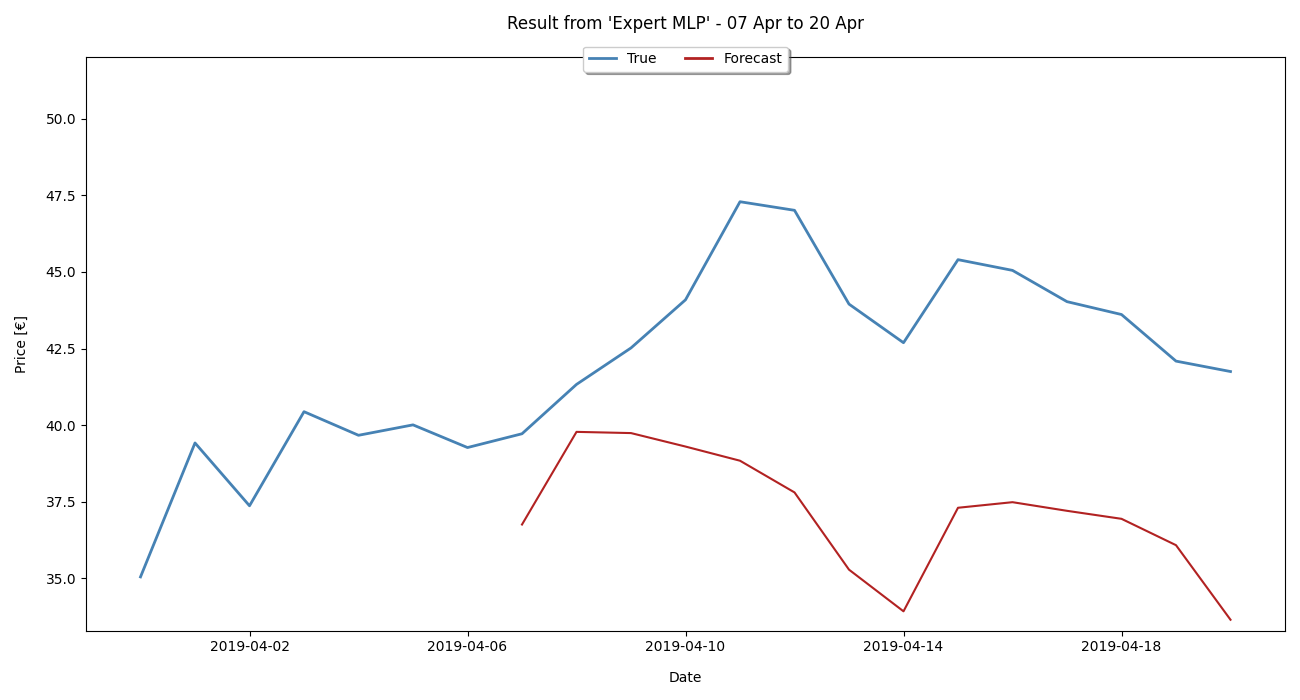 Result from 'Expert MLP' - 07 Apr to 20 Apr
True Forecast
50.0
47.5
45.0
42.5
40.0
37.5
35.0
Price [€]
2019-04-02 2019-04-06 2019-04-10 2019-04-14 2019-04-18
Date